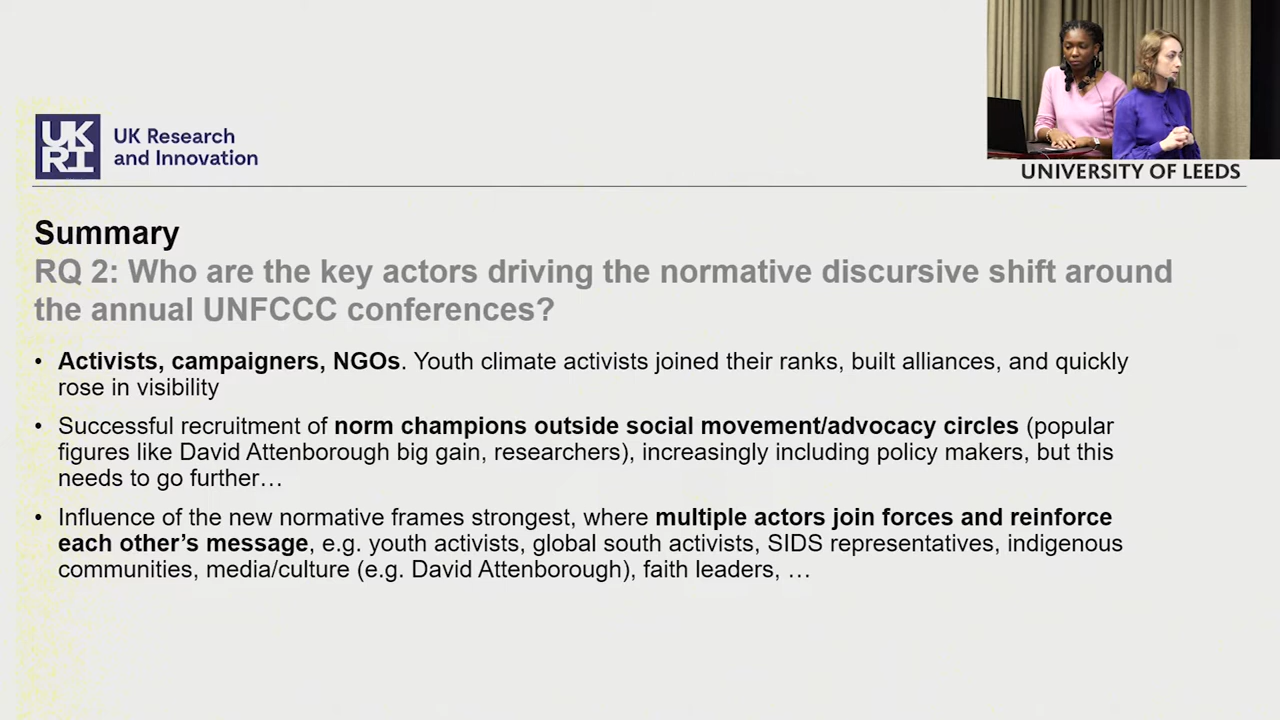 UK
RI
UK Research
and Innovation
UNIVERSITY OF LEEDS
Summary
RQ 2: Who are the key actors driving the normative discursive shift around
the annual UNFCCC conferences?
• Activists, campaigners, NGOs. Youth climate activists joined their ranks, built alliances, and quickly
rose in visibility
• Successful recruitment of norm champions outside social movement/advocacy circles (popular
figures like David Attenborough big gain, researchers), increasingly including policy makers, but this
needs to go further…
• Influence of the new normative frames strongest, where multiple actors join forces and reinforce
each other’s message, e.g. youth activists, global south activists, SIDS representatives, indigenous
communities, media/culture (e.g. David Attenborough), faith leaders, …